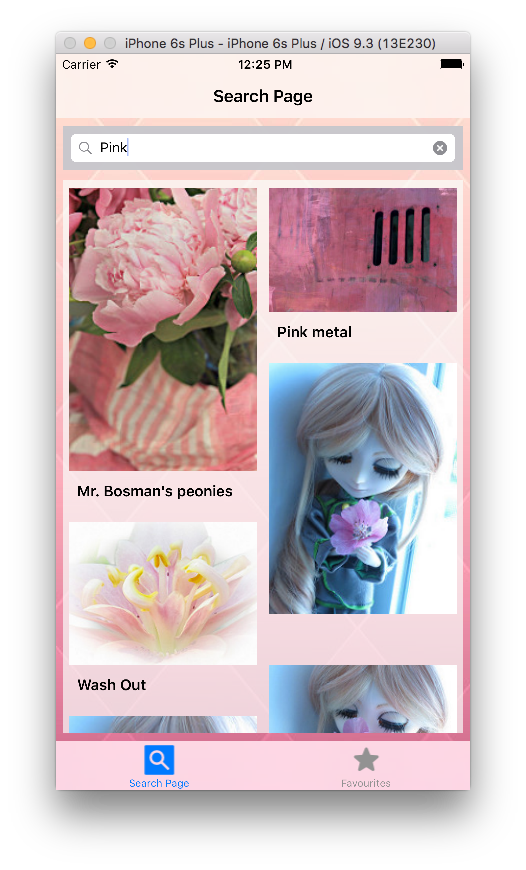 iPhone 6s Plus - iPhone 6s Plus / iOS 9.3 (13E230)
Carrier 12:25 PM
Search Page
Pink
Pink metal
Mr. Bosman's peonies
Wash Out
Search Page Favourites